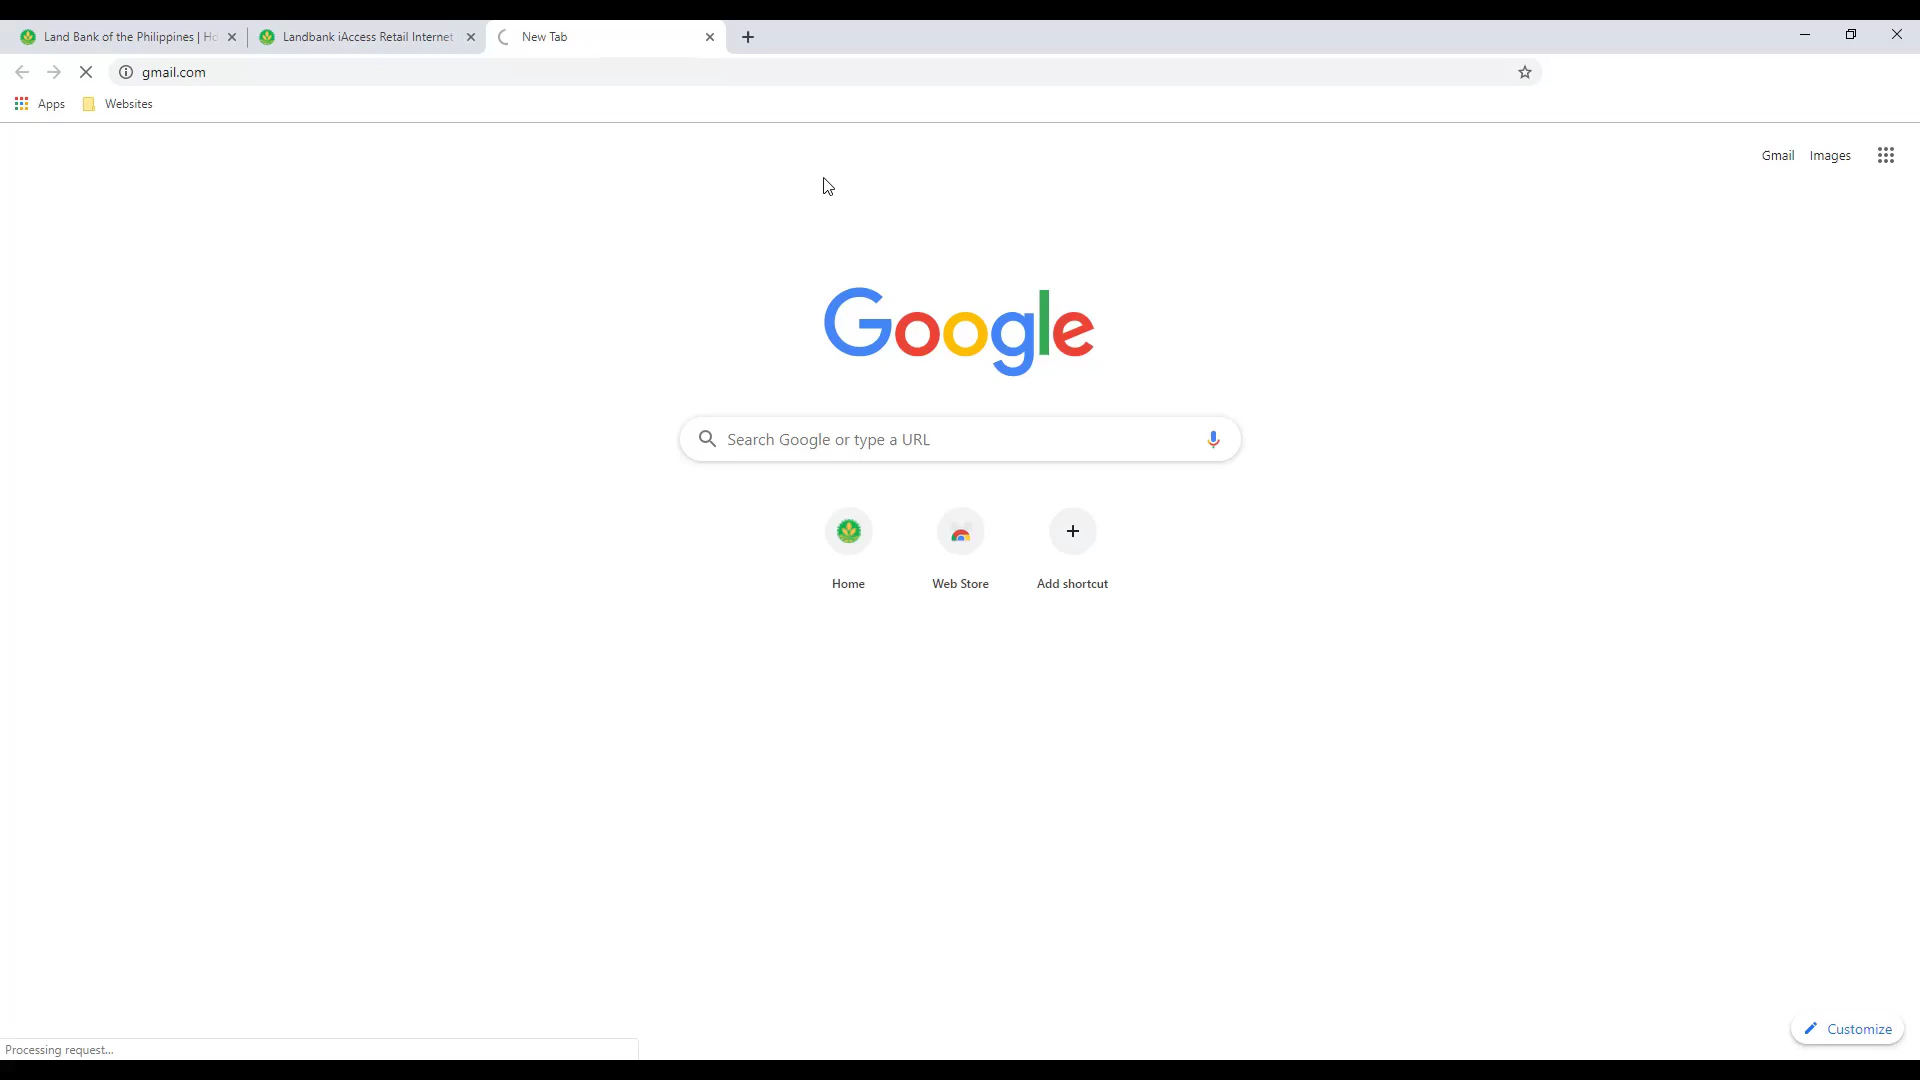 Land Bank of the Philippines | Ho
Landbank iAccess Retail Internet
New Tab
gmail.com
Apps
Websites
Gmail
Images
Google
Search Google or type a URL
Home
Web Store
Add shortcut
Customize
Processing request...